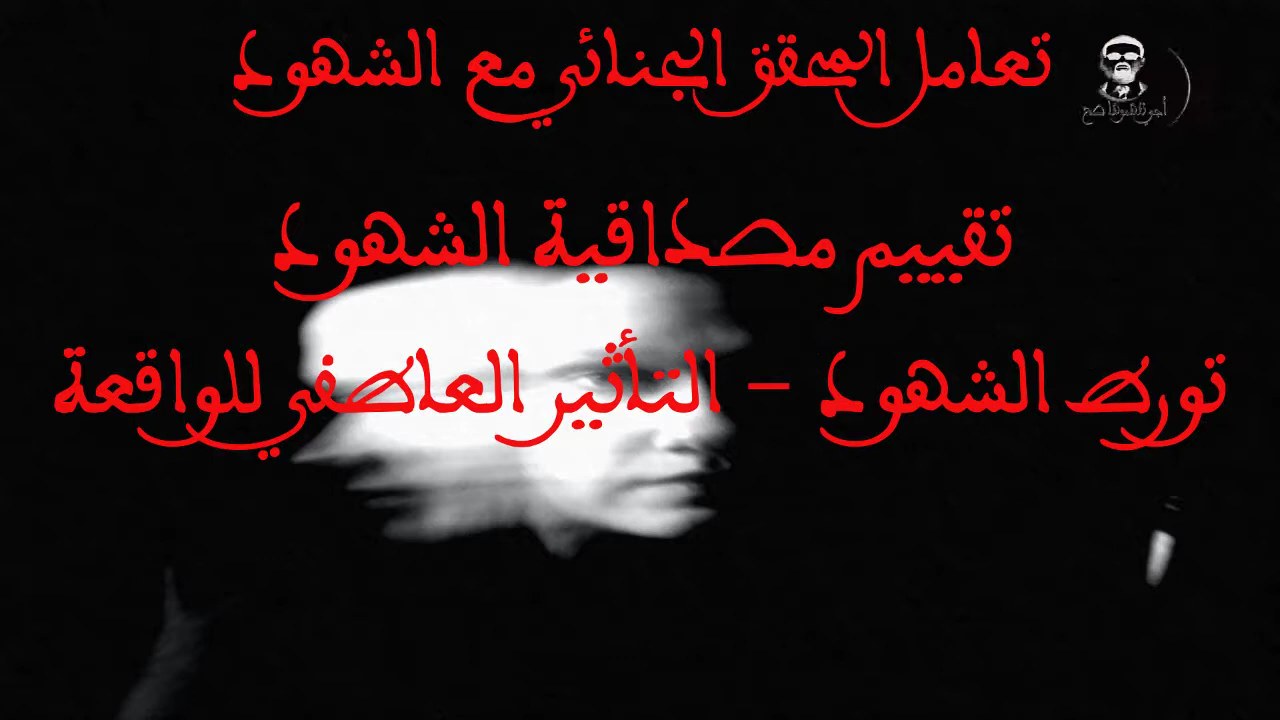 تعامل المحقق الجنائي مع الشهود
تقييم مصداقية الشهود
تورط الشهود – التأثير العاطفي للواقعة